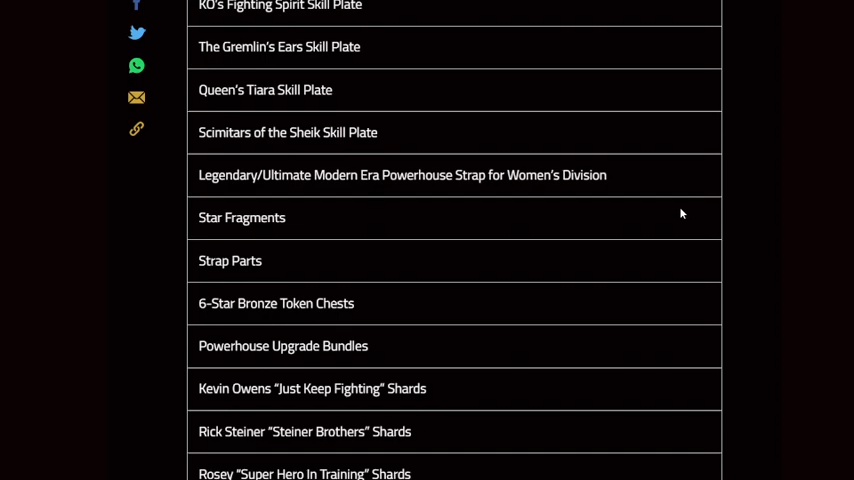 KO's Fighting Spirit Skill Plate
The Gremlin's Ears Skill Plate
Queen's Tiara Skill Plate
Scimitars of the Sheik Skill Plate
Legendary/Ultimate Modern Era Powerhouse Strap for Women's Division
Star Fragments
Strap Parts
6-Star Bronze Token Chests
Powerhouse Upgrade Bundles
Kevin Owens "Just Keep Fighting" Shards
Rick Steiner "Steiner Brothers" Shards
Rosey "Super Hero In Training" Shards